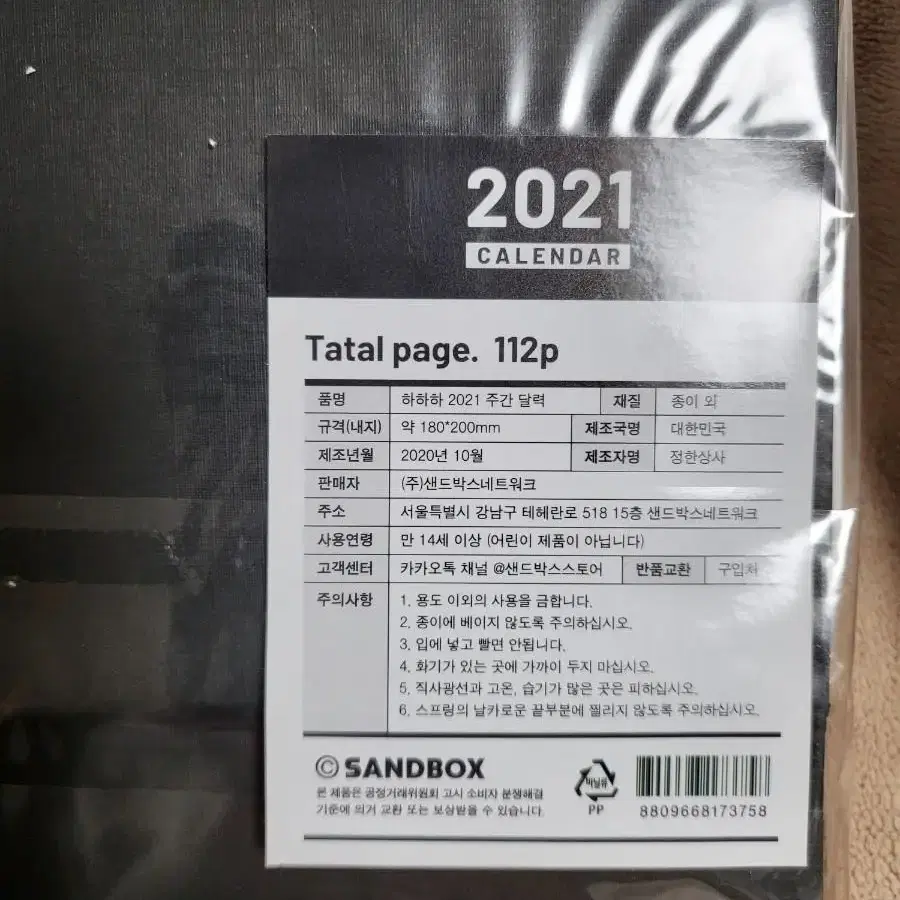 2021
CALENDAR
Tatal page. 112p
품명 하하하 2021 주간 달력 재질 종이 외
규격(내지) 약 180*200mm 제조국명 대한민국
제조년월 2020년 10월 제조자명 정한상사
판매자 (주)샌드박스네트워크
주소 서울특별시 강남구 테헤란로 518 15층 샌드박스네트워크
사용연령 만 14세 이상 (어린이 제품이 아닙니다)
고객센터 카카오톡 채널 @샌드박스스토어 반품교환 구입처
주의사항 1. 용도 이외의 사용을 금합니다.
2. 종이에 베이지 않도록 주의하십시오.
3. 입에 넣고 빨면 안됩니다.
4. 화기가 있는 곳에 가까이 두지 마십시오.
5. 직사광선과 고온, 습기가 많은 곳은 피하십시오.
6. 스프링의 날카로운 끝부분에 찔리지 않도록 주의하십시오.
© SANDBOX
본 제품은 공정거래위원회 고시 소비자 분쟁해결
기준에 의거 교환 또는 보상받을 수 있습니다.
비닐류
PP
8809668173758